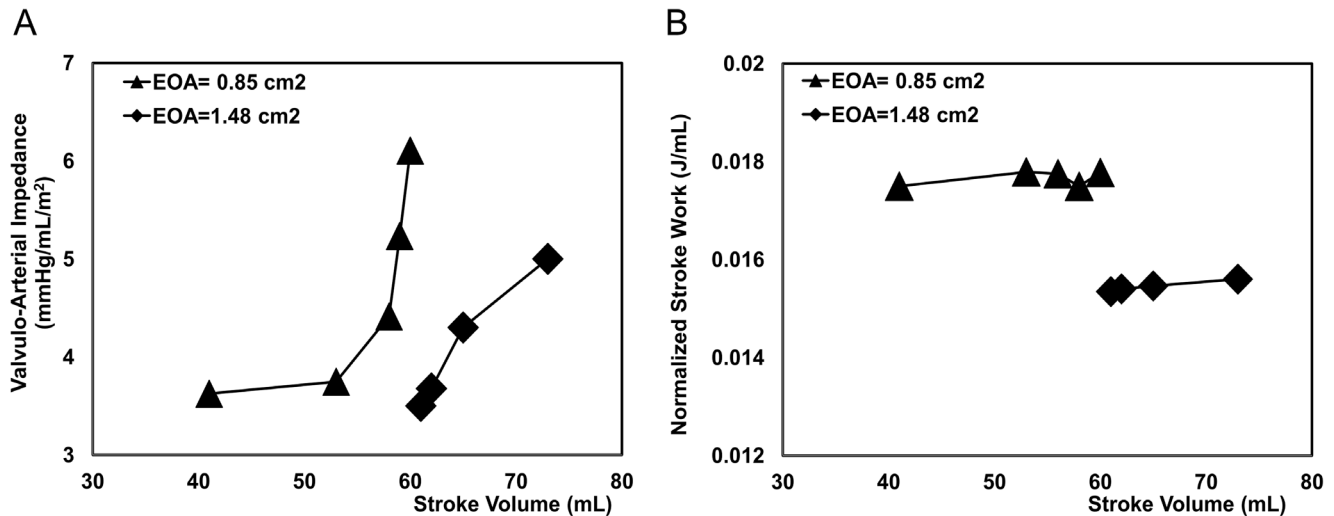 A
Valvulo-Arterial Impedance
(mmHg/mL/m²)
7
6
5
4
3
EOA= 0.85 cm2
EOA=1.48 cm2
30 40 50 60 70 80
Stroke Volume (mL)
B
Normalized Stroke Work (J/mL)
0.02
0.018
0.016
0.014
0.012
EOA= 0.85 cm2
EOA=1.48 cm2
30 40 50 60 70 80
Stroke Volume (mL)